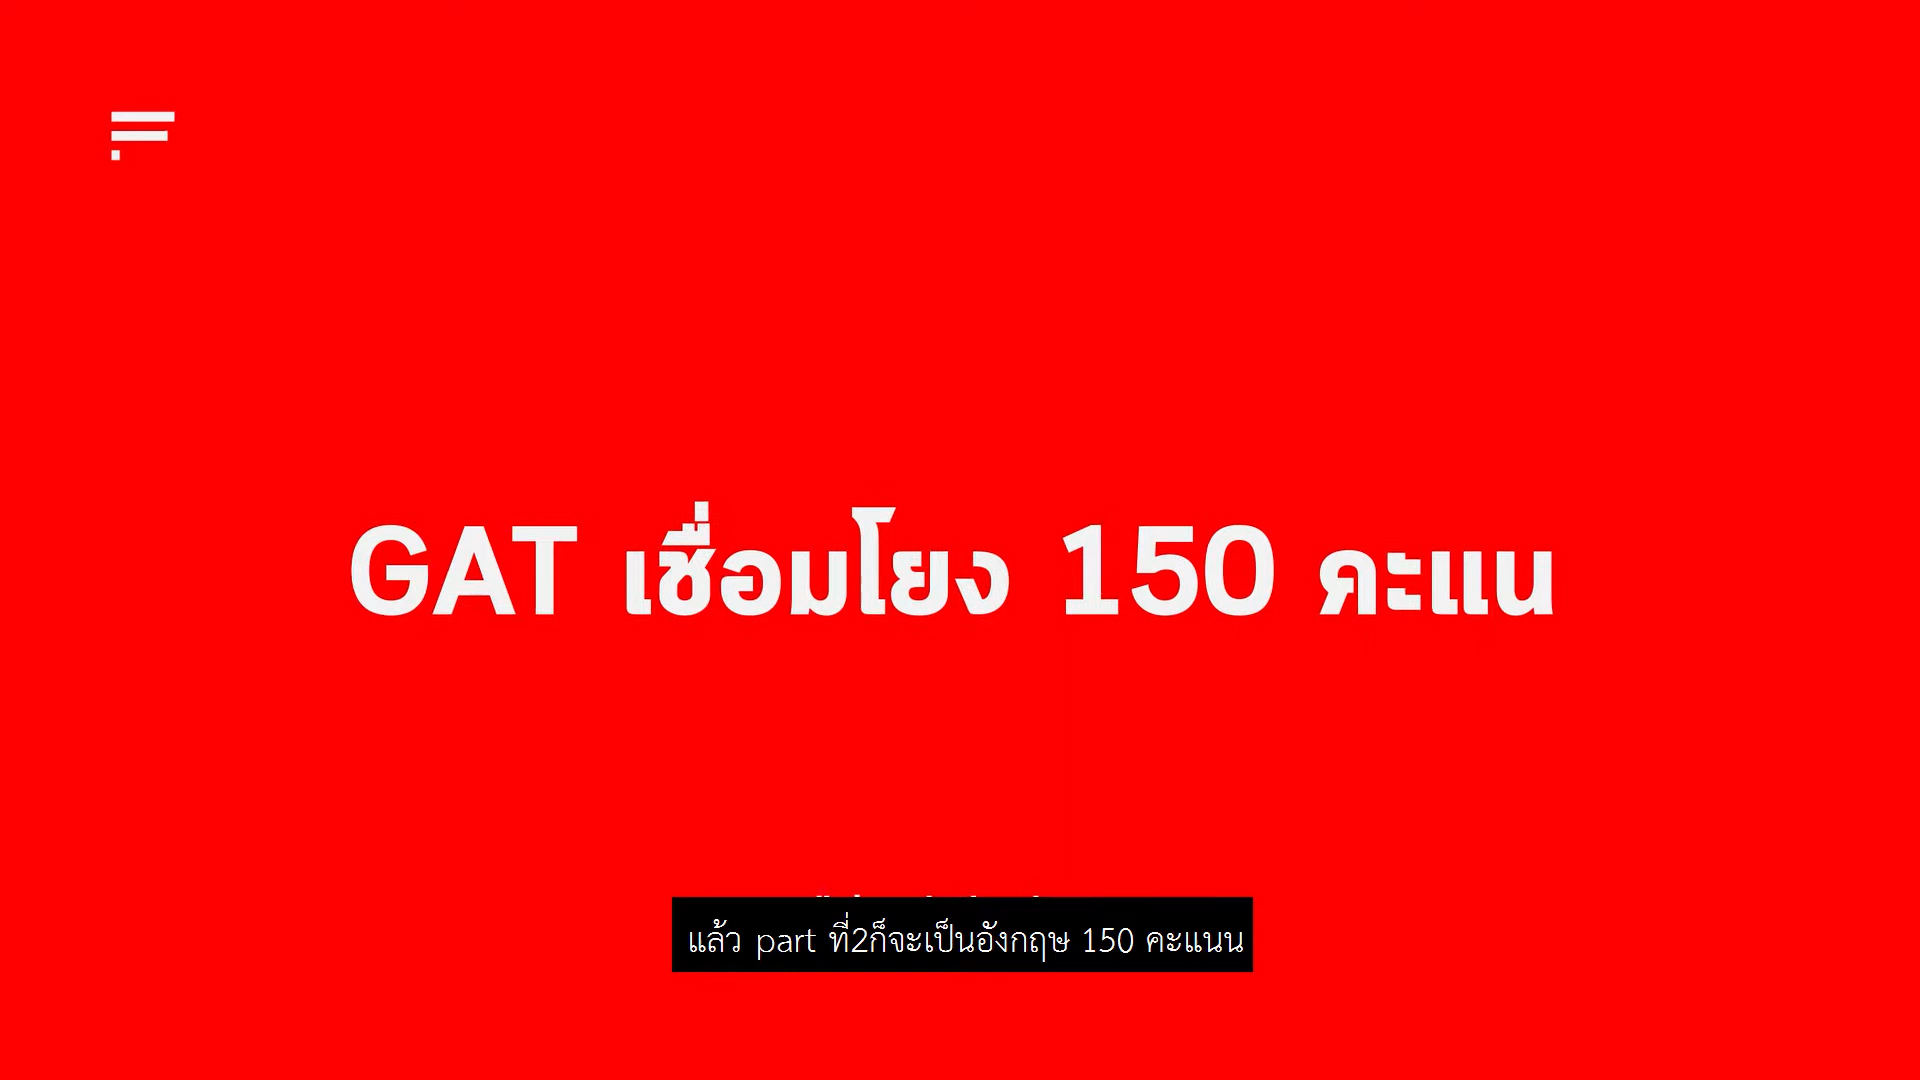 GAT เชื่อมโยง 150 คะแน
แล้ว part ที่2ก็จะเป็นอังกฤษ 150 คะแนน